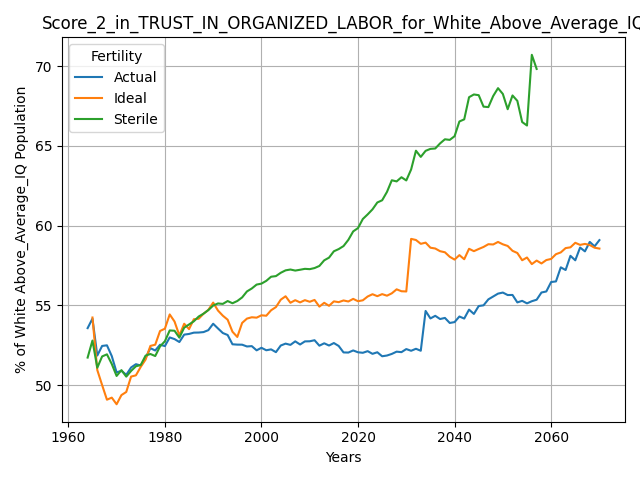 Score_2_in_TRUST_IN_ORGANIZED_LABOR_for_White_Above_Average_IQ
% of White Above_Average_IQ Population
70
65
60
55
50
Fertility
Actual
Ideal
Sterile
1960 1980 2000 2020 2040 2060
Years